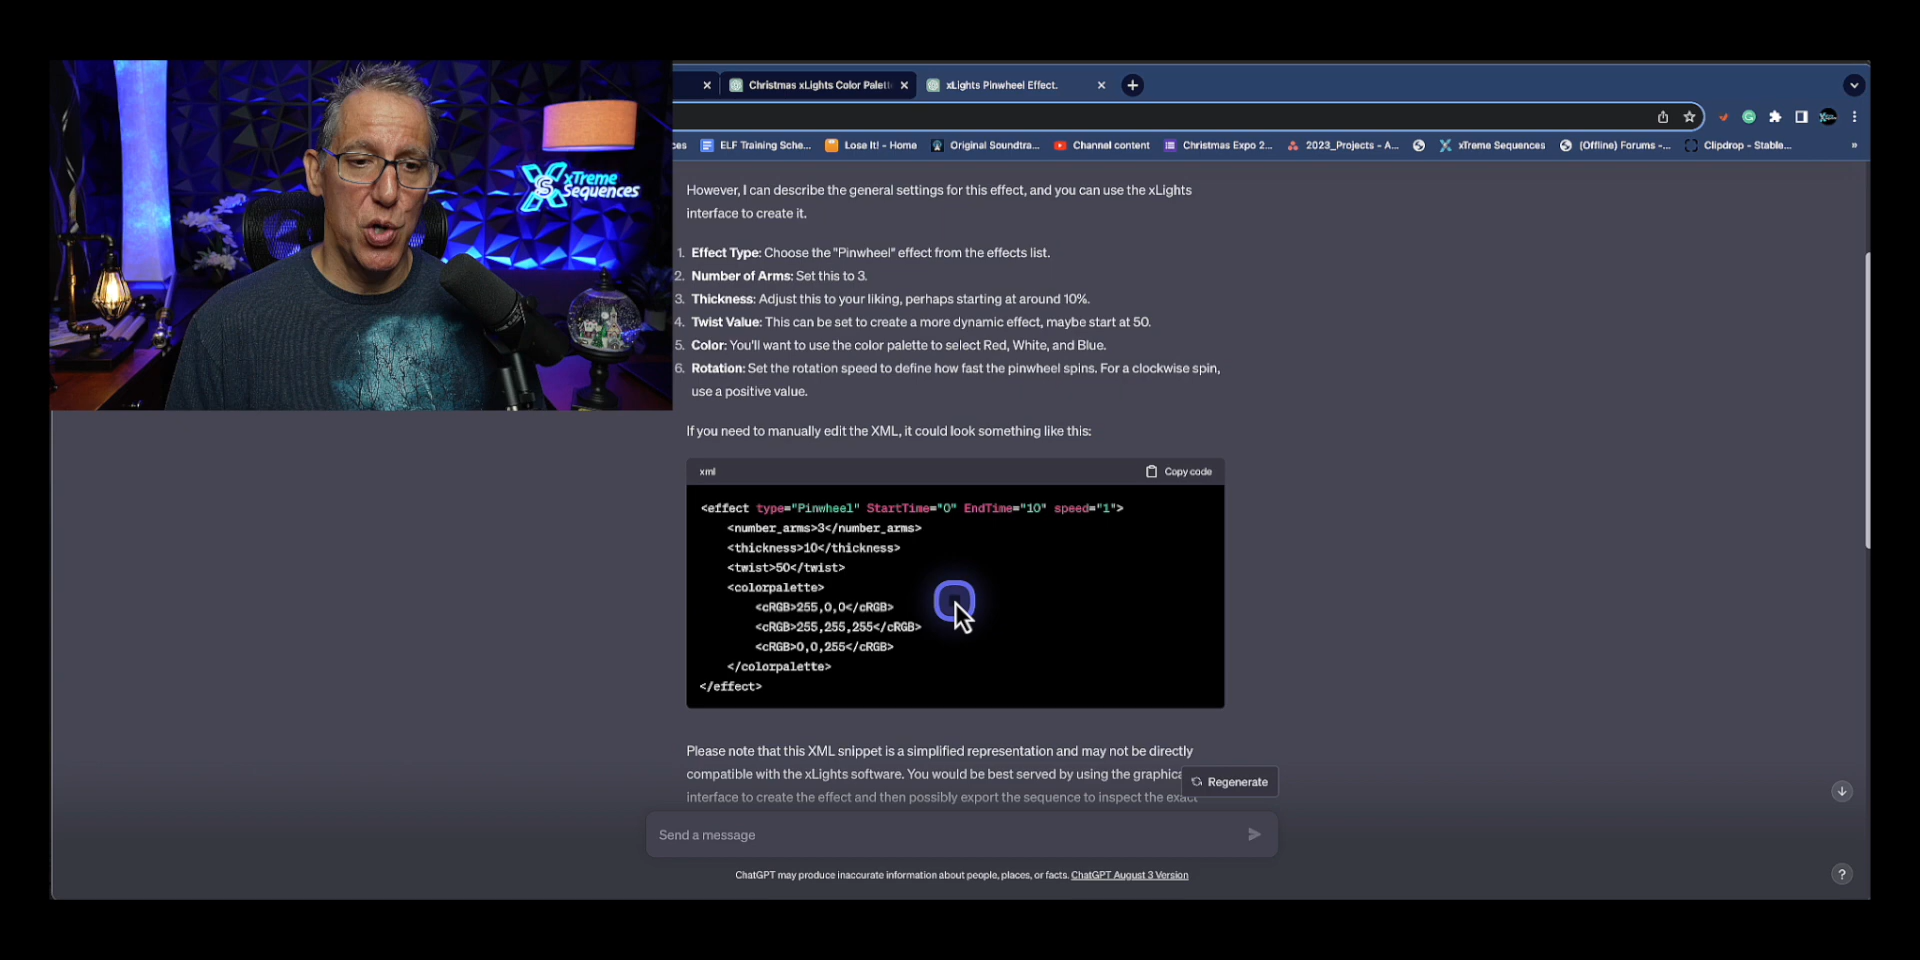 Christmas xLights Color Palett
xLights Pinwheel Effect.
ces
ELF Training Sche...
Lose It! - Home
Original Soundtra...
Channel content
Christmas Expo 2...
2023_Projects - A...
xTreme Sequences
(Offline) Forums -...
Clipdrop - Stable...
»
xTreme
Sequences
However, I can describe the general settings for this effect, and you can use the xLights
interface to create it.
1. Effect Type: Choose the "Pinwheel" effect from the effects list.
2. Number of Arms: Set this to 3.
3. Thickness: Adjust this to your liking, perhaps starting at around 10%.
4. Twist Value: This can be set to create a more dynamic effect, maybe start at 50.
5. Color: You'll want to use the color palette to select Red, White, and Blue.
6. Rotation: Set the rotation speed to define how fast the pinwheel spins. For a clockwise spin,
use a positive value.
If you need to manually edit the XML, it could look something like this:
xml
Copy code
<effect type="Pinwheel" StartTime="0" EndTime="10" speed="1">
<number_arms>3</number_arms>
<thickness>10</thickness>
<twist>50</twist>
<colorpalette>
<cRGB>255,0,0</cRGB>
<cRGB>255,255,255</cRGB>
<cRGB>0,0,255</cRGB>
</colorpalette>
</effect>
Please note that this XML snippet is a simplified representation and may not be directly
compatible with the xLights software. You would be best served by using the graphica
Regenerate
interface to create the effect and then possibly export the sequence to inspect the exact
Send a message
ChatGPT may produce inaccurate information about people, places, or facts. ChatGPT August 3 Version
?